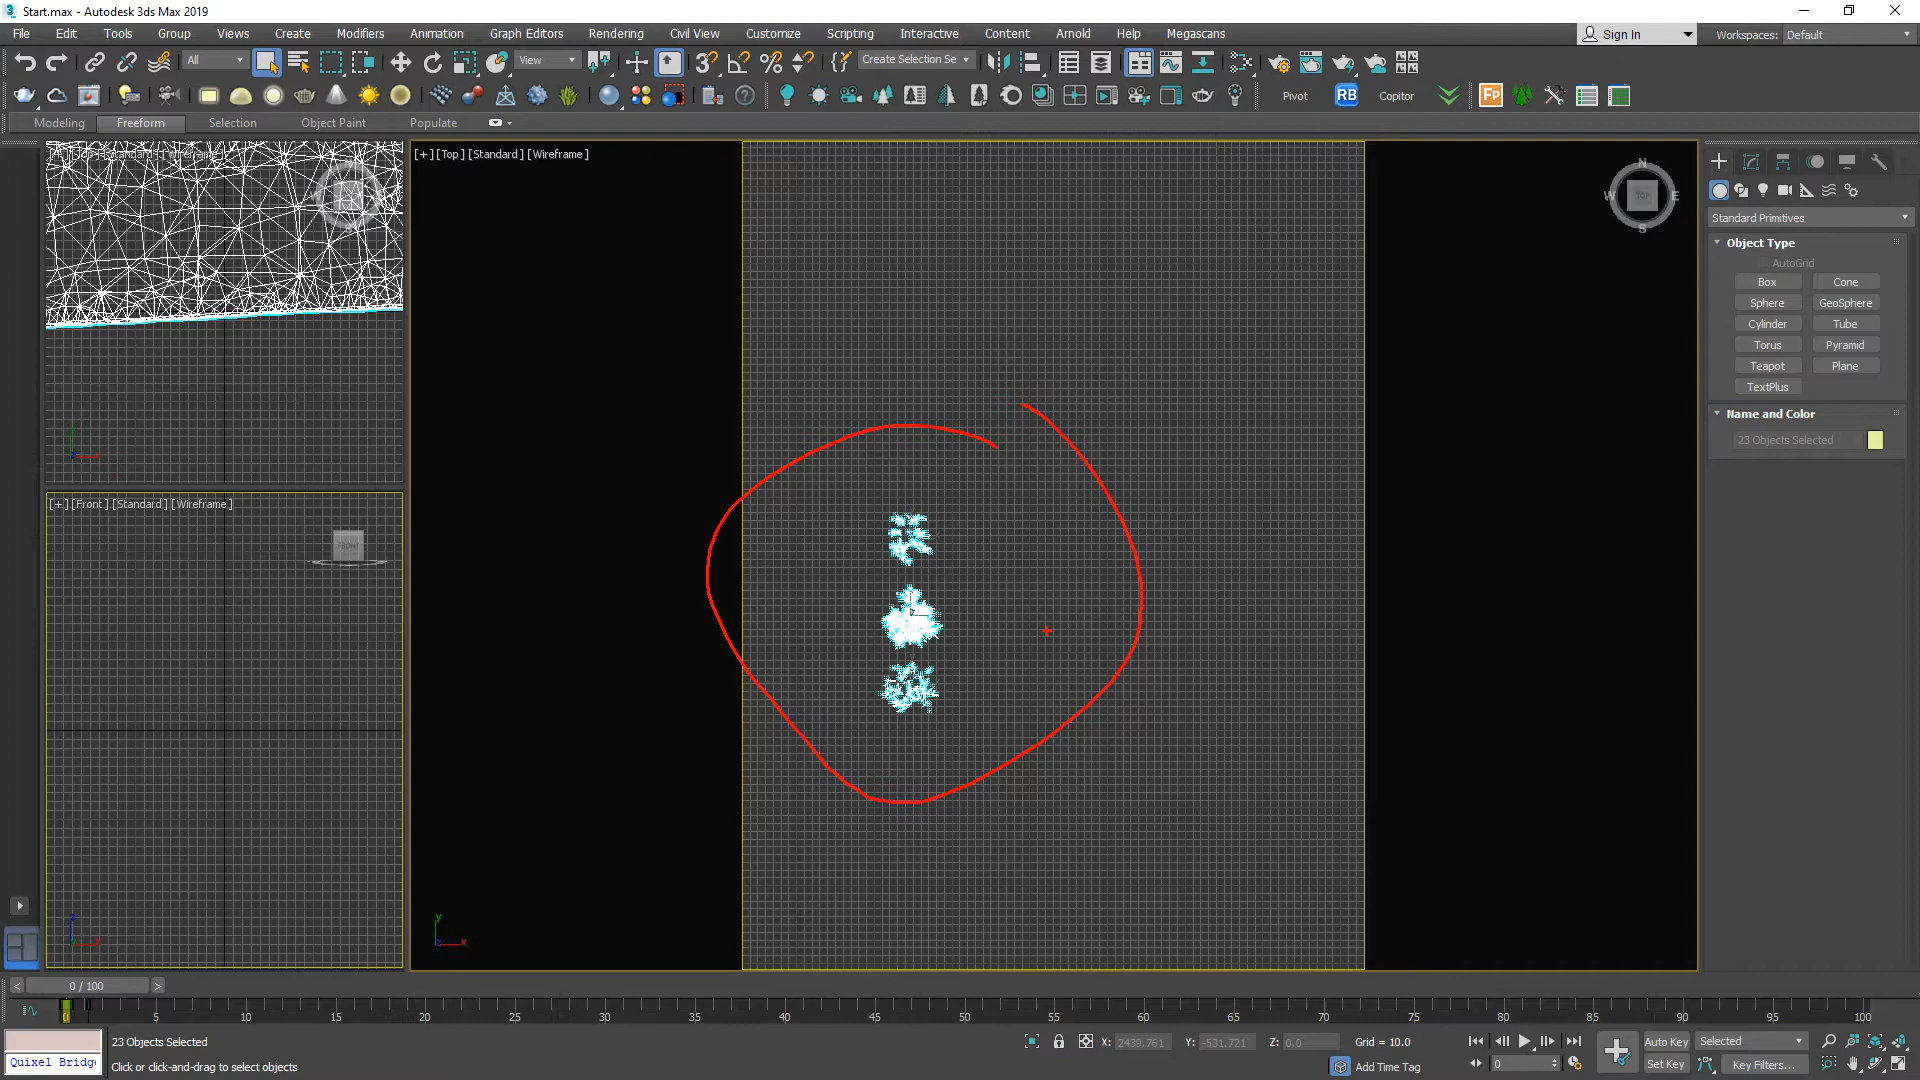 Start.max - Autodesk 3ds Max 2019
File Edit Tools Group Views Create Modifiers Animation Graph Editors Rendering Civil View Customize Scripting Interactive Content Arnold Help Megascans Sign In Workspaces: Default
All View Create Selection Se
Pivot RB Copitor Fp
Modeling Freeform Selection Object Paint Populate
[+] [Top] [Standard] [Wireframe]
N
W TOP E
S
Standard Primitives
Object Type
AutoGrid
Box Cone
Sphere GeoSphere
Cylinder Tube
Torus Pyramid
Teapot Plane
TextPlus
Name and Color
23 Objects Selected
[+] [Front] [Standard] [Wireframe]
FRONT
y
x
0 / 100
0 5 10 15 20 25 30 35 40 45 50 55 60 65 70 75 80 85 90 95 100
23 Objects Selected
X: 2439.761 Y: -531.721 Z: 0.0 Grid = 10.0
Auto Key Selected
Quixel Bridg
Click or click-and-drag to select objects
Add Time Tag
0
Set Key Key Filters...